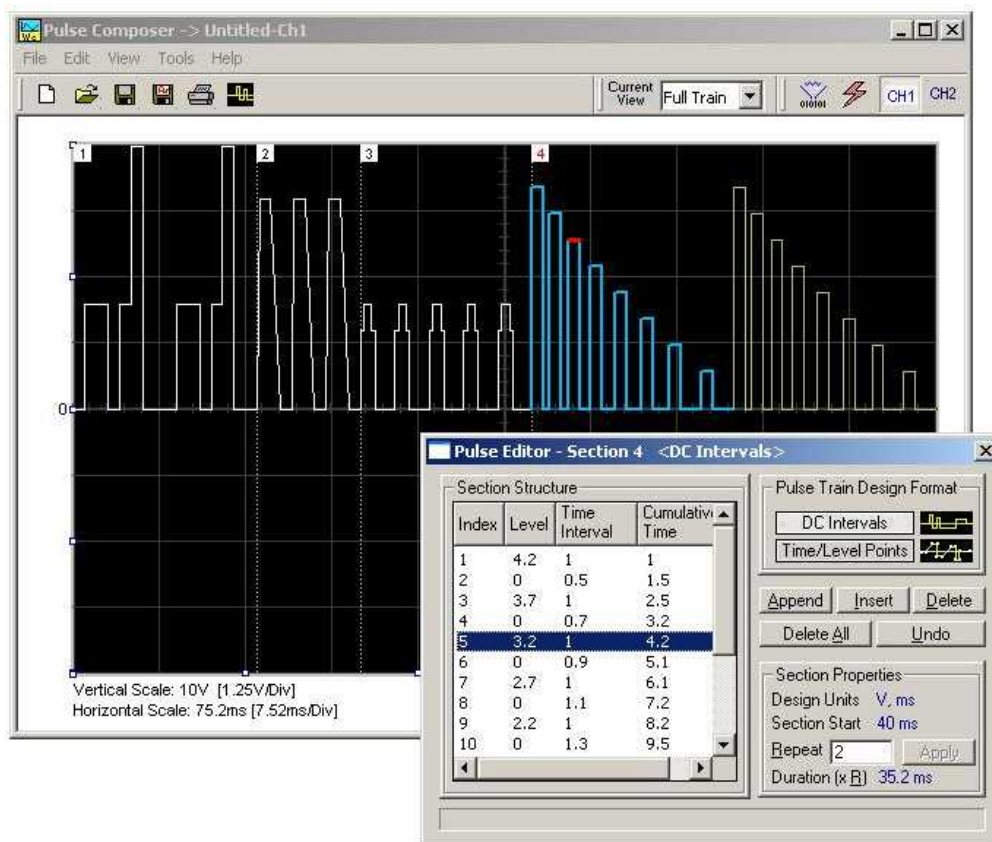 Pulse Composer -> Untitled-Ch1
File Edit View Tools Help
Current View Full Train
010101
CH1 CH2
1 2 3 4
0
Vertical Scale: 10V [1.25V/Div]
Horizontal Scale: 75.2ms [7.52ms/Div]
Pulse Editor - Section 4 <DC Intervals>
Section Structure
Index Level Time Interval Cumulativ Time
1 4.2 1 1
2 0 0.5 1.5
3 3.7 1 2.5
4 0 0.7 3.2
5 3.2 1 4.2
6 0 0.9 5.1
7 2.7 1 6.1
8 0 1.1 7.2
9 2.2 1 8.2
10 0 1.3 9.5
Pulse Train Design Format
DC Intervals
Time/Level Points
Append Insert Delete
Delete All Undo
Section Properties
Design Units V, ms
Section Start 40 ms
Repeat 2 Apply
Duration (x R) 35.2 ms